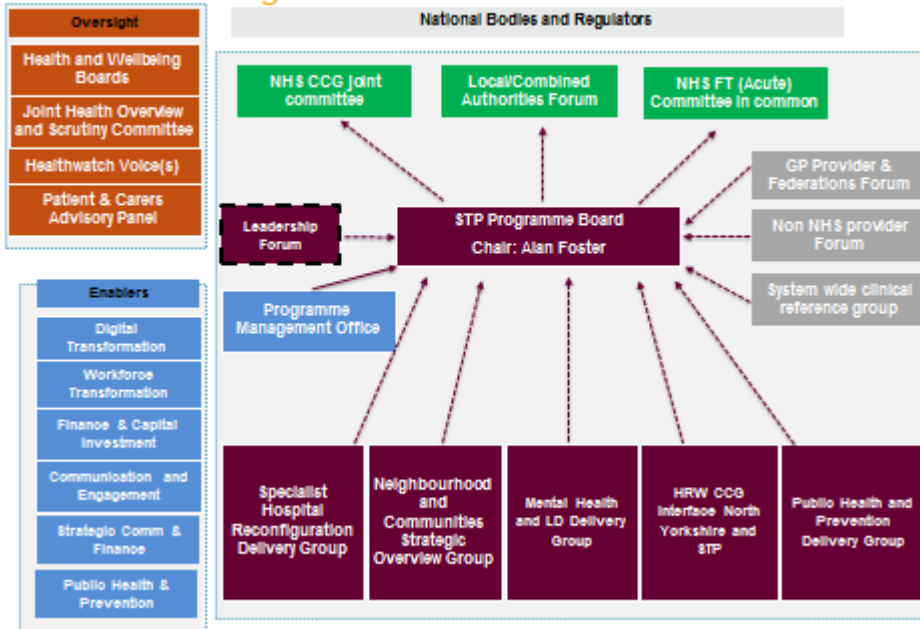 Oversight
Health and Wellbeing
Boards
Joint Health Overview
and Scrutiny Committee
Healthwatch Voice(s)
Patient & Carers
Advisory Panel
Enablers
Digital
Transformation
Workforce
Transformation
Finance & Capital
Investment
Communication and
Engagement
Strategic Comm &
Finance
Public Health &
Prevention
National Bodies and Regulators
NHS CCG joint
committee
Local/Combined
Authorities Forum
NHS FT (Acute)
Committee in common
Leadership
Forum
STP Programme Board
Chair: Alan Foster
GP Provider &
Federations Forum
Non NHS provider
Forum
System wide clinical
reference group
Programme
Management Office
Specialist
Hospital
Reconfiguration
Delivery Group
Neighbourhood
and
Communities
Strategic
Overview Group
Mental Health
and LD Delivery
Group
HRW CCG
Interface North
Yorkshire and
STP
Public Health and
Prevention
Delivery Group